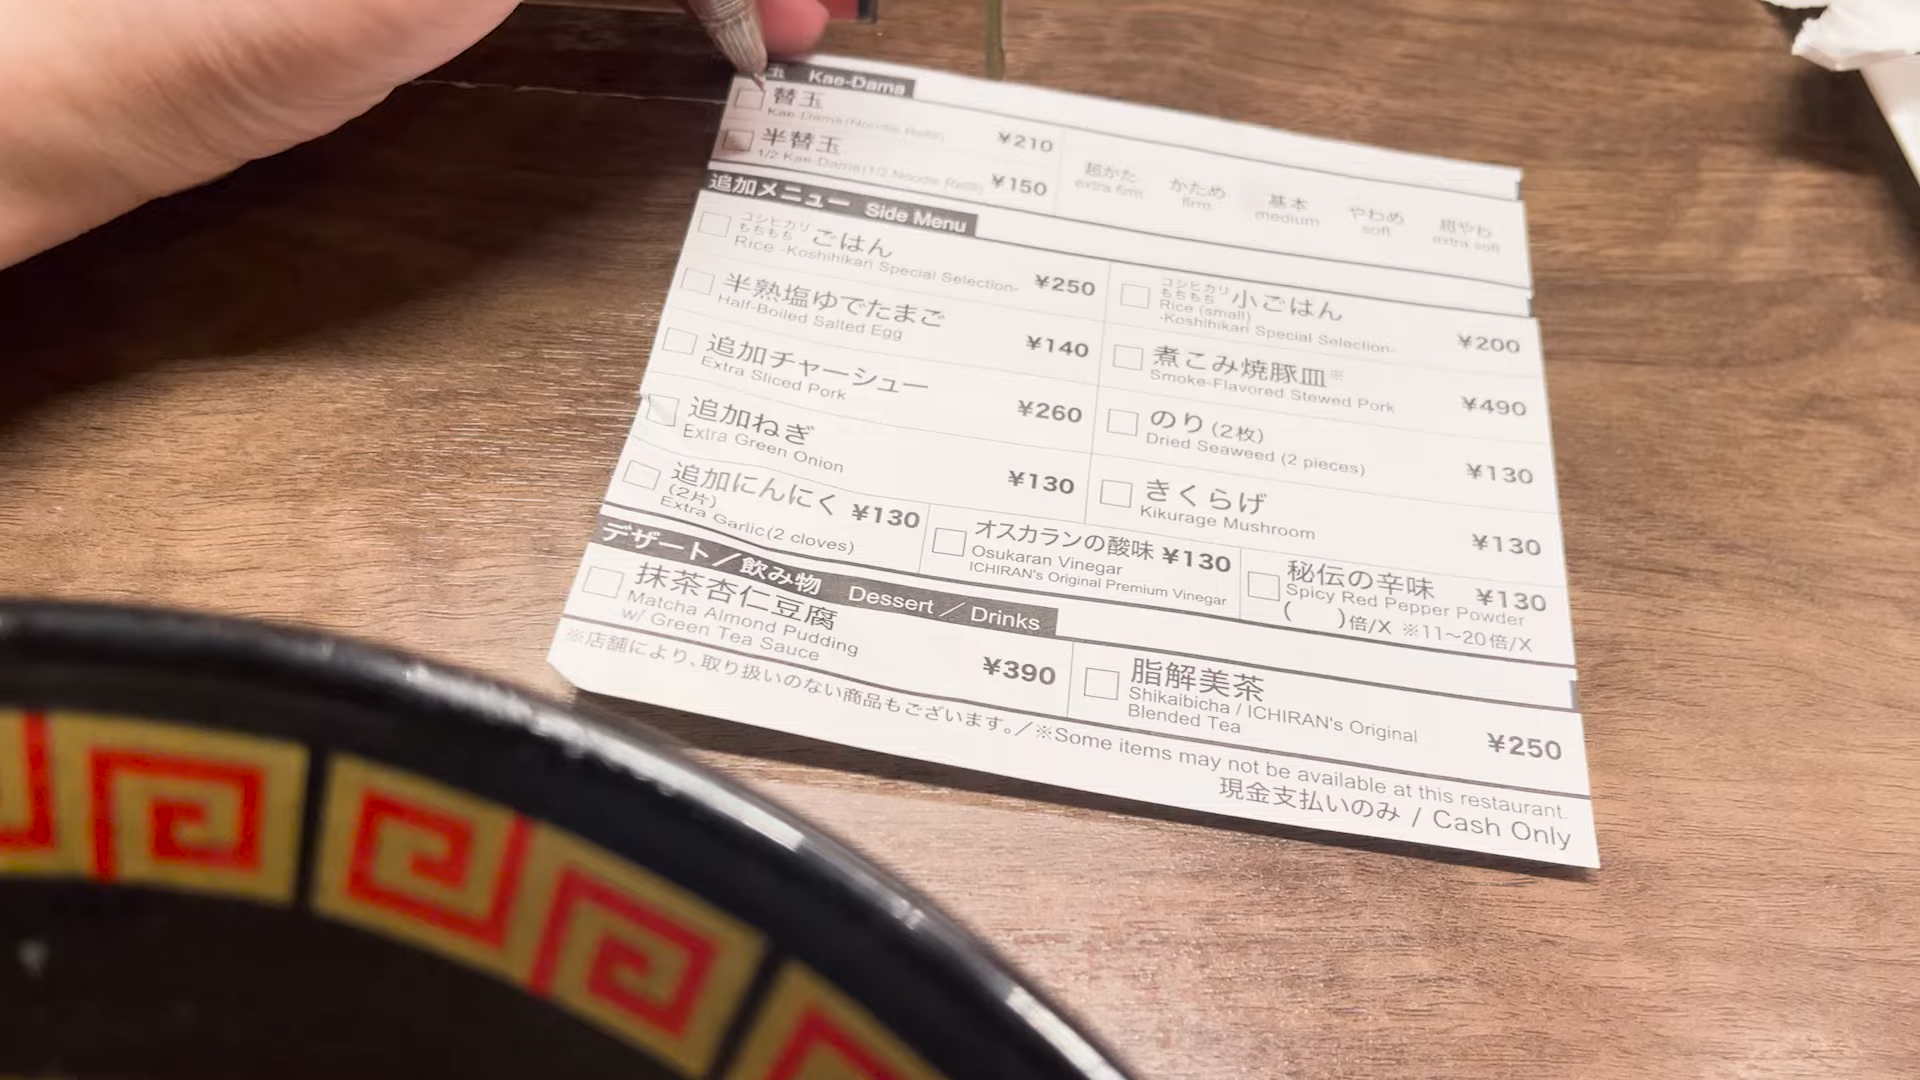 玉 Kae-Dama
替玉
Kae-Dama(Noodle Refill)
¥210
半替玉
1/2 Kae-Dama(1/2 Noodle Refill)
¥150
超かた
extra firm
かため
firm
基本
medium
やわめ
soft
超やわ
extra soft
追加メニュー Side Menu
コシヒカリ
もちもち ごはん
Rice -Koshihikari Special Selection-
¥250
コシヒカリ
もちもち 小ごはん
Rice (small)
-Koshihikari Special Selection-
¥200
半熟塩ゆでたまご
Half-Boiled Salted Egg
¥140
煮こみ焼豚皿※
Smoke-Flavored Stewed Pork
¥490
追加チャーシュー
Extra Sliced Pork
¥260
のり(2枚)
Dried Seaweed (2 pieces)
¥130
追加ねぎ
Extra Green Onion
¥130
きくらげ
Kikurage Mushroom
¥130
追加にんにく ¥130
(2片)
Extra Garlic(2 cloves)
オスカランの酸味 ¥130
Osukaran Vinegar
ICHIRAN's Original Premium Vinegar
秘伝の辛味 ¥130
Spicy Red Pepper Powder
( )倍/X ※11~20倍/X
デザート／飲み物 Dessert／Drinks
抹茶杏仁豆腐
Matcha Almond Pudding
w/ Green Tea Sauce
¥390
脂解美茶
Shikaibicha / ICHIRAN's Original
Blended Tea
¥250
※店舗により、取り扱いのない商品もございます。／※Some items may not be available at this restaurant.
現金支払いのみ / Cash Only